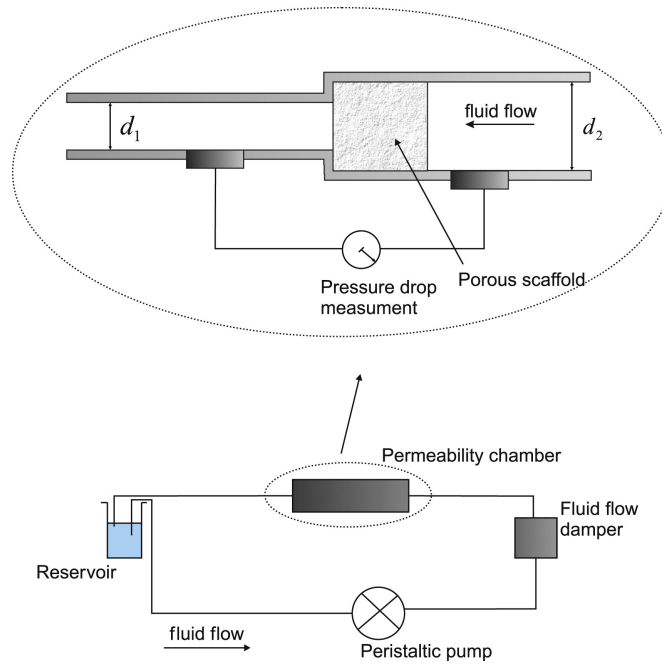 fluid flow
d1
d2
Pressure drop
measument
Porous scaffold
Permeability chamber
Fluid flow
damper
Reservoir
fluid flow
Peristaltic pump